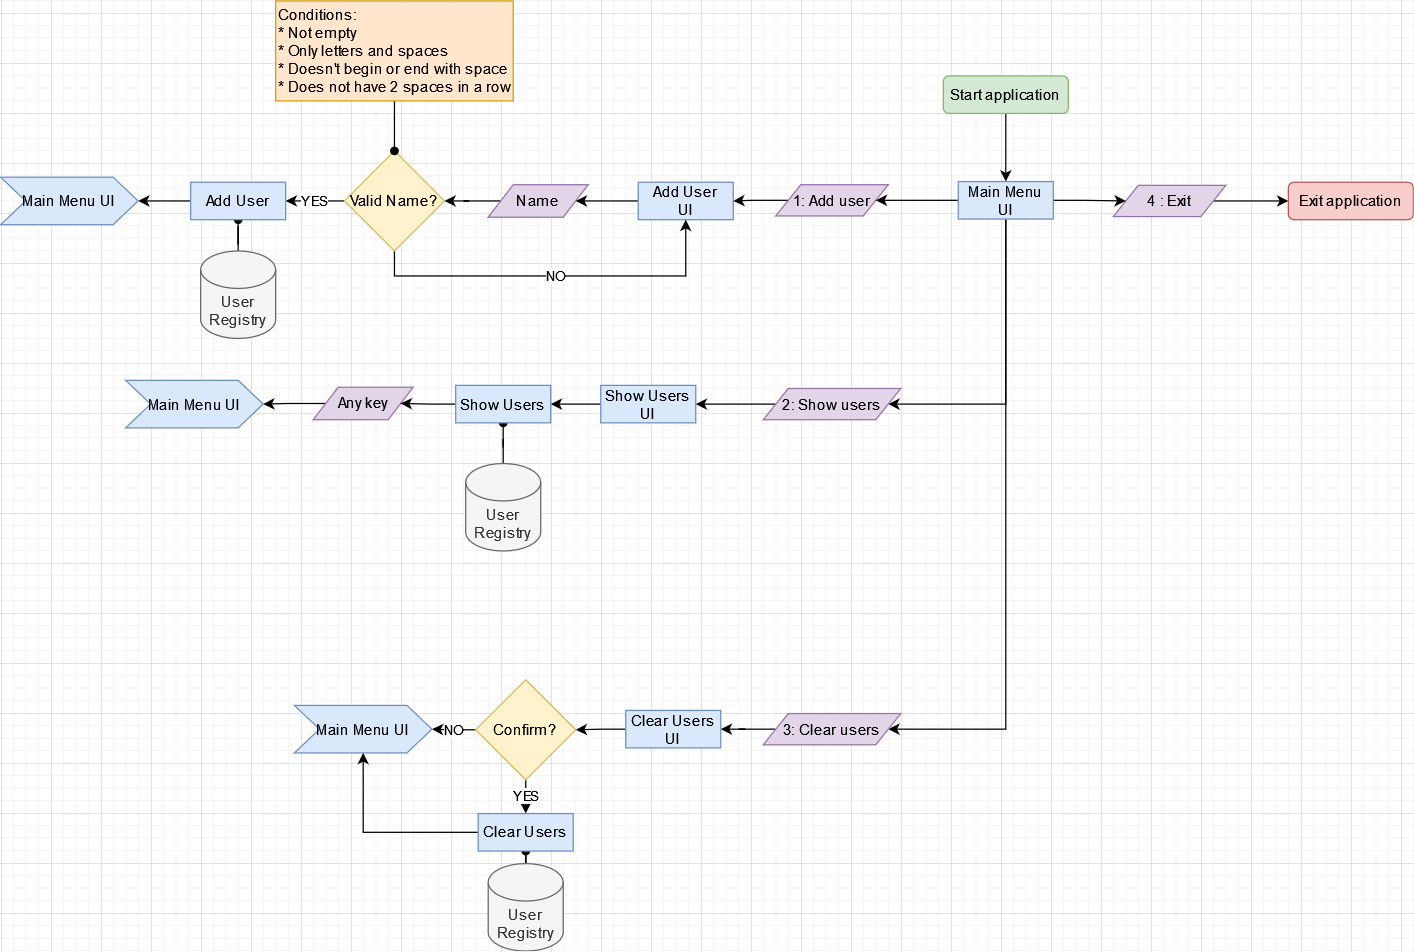 Conditions:
* Not empty
* Only letters and spaces
* Doesn't begin or end with space
* Does not have 2 spaces in a row
Start application
Main Menu UI
Add User
YES
Valid Name?
Name
Add User
UI
1: Add user
Main Menu
UI
4 : Exit
Exit application
NO
User
Registry
Main Menu UI
Any key
Show Users
Show Users
UI
2: Show users
User
Registry
Main Menu UI
NO
Confirm?
Clear Users
UI
3: Clear users
YES
Clear Users
User
Registry